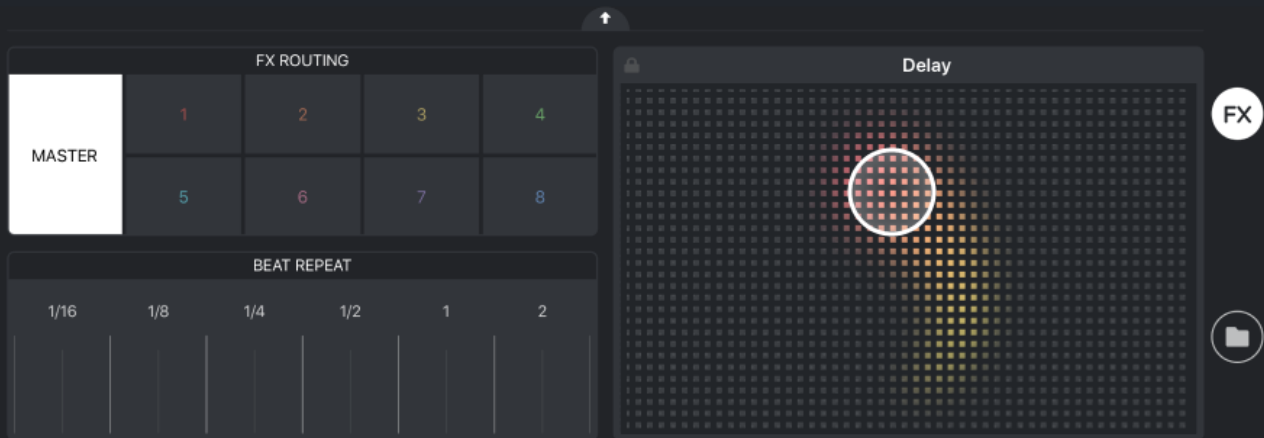 FX ROUTING
MASTER
1 2 3 4
5 6 7 8
BEAT REPEAT
1/16 1/8 1/4 1/2 1 2
Delay
FX